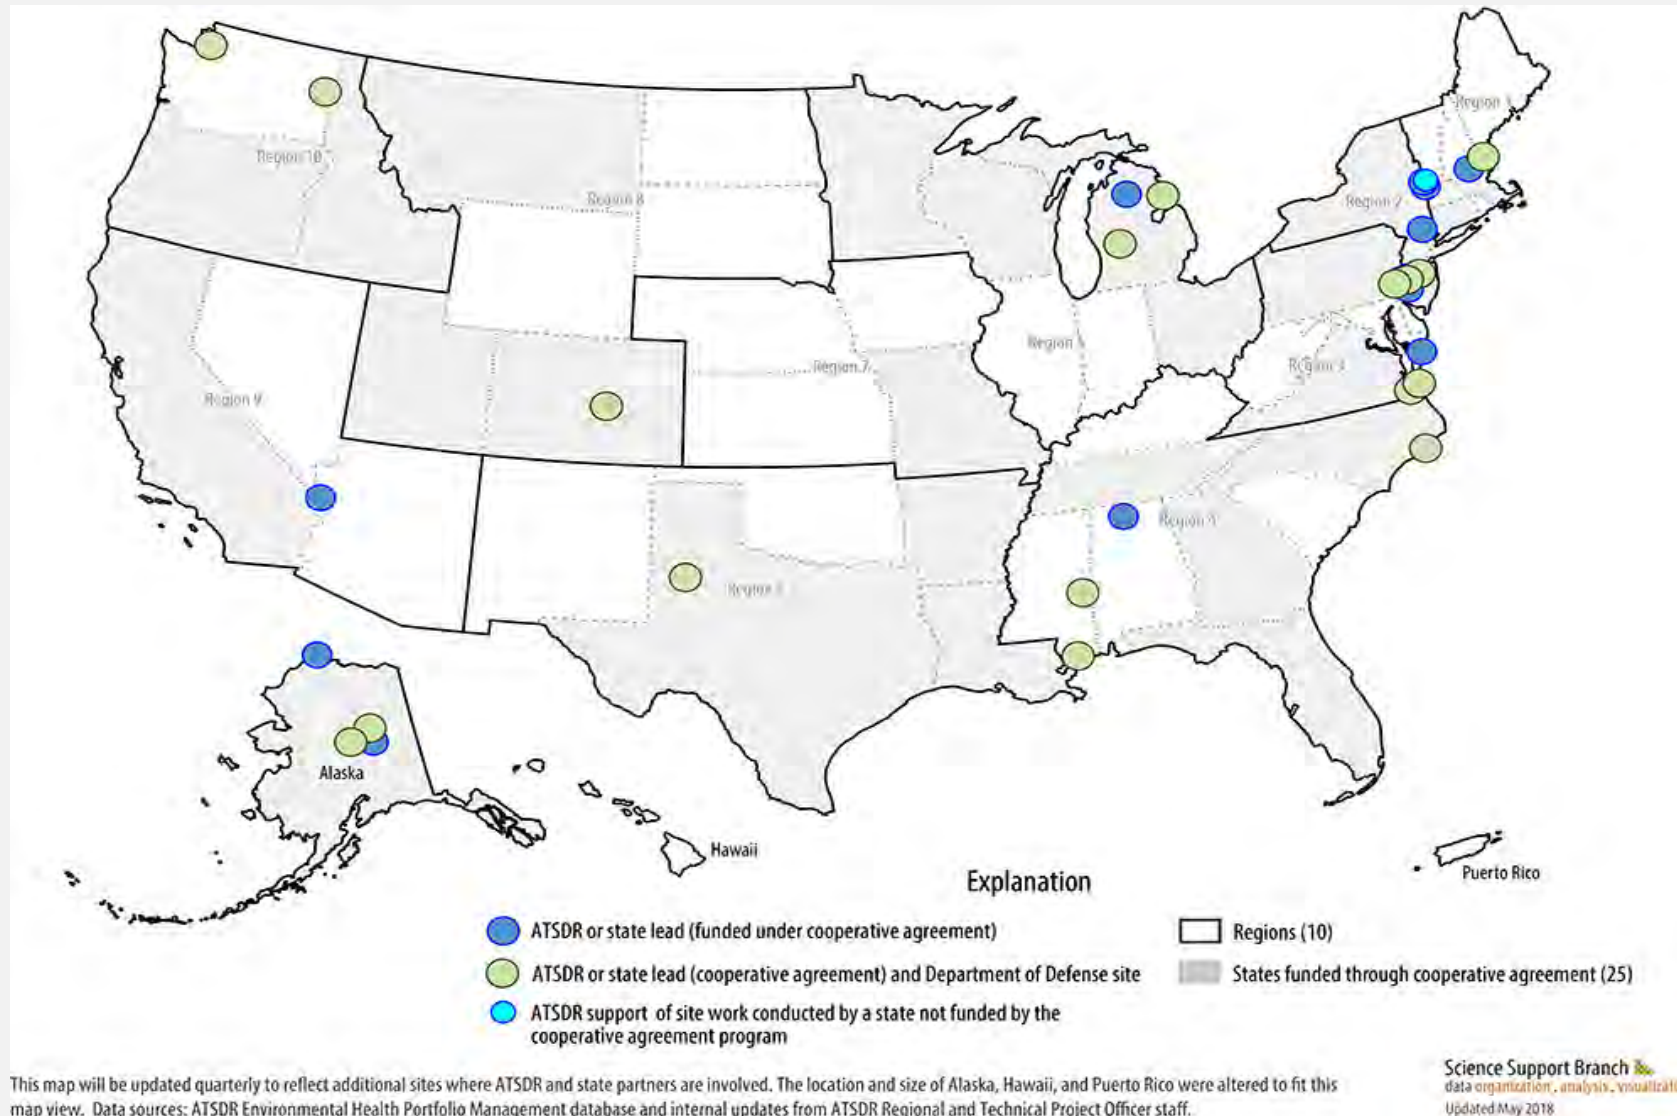 Region 1
Region 10
Region 8
Region 2
Region 5
Region 7
Region 3
Region 9
Region 4
Region 6
Alaska
Hawaii
Puerto Rico
Explanation
ATSDR or state lead (funded under cooperative agreement)
ATSDR or state lead (cooperative agreement) and Department of Defense site
ATSDR support of site work conducted by a state not funded by the
cooperative agreement program
Regions (10)
States funded through cooperative agreement (25)
Science Support Branch
data organization . analysis .
Updated May 2018
This map will be updated quarterly to reflect additional sites where ATSDR and state partners are involved. The location and size of Alaska, Hawaii, and Puerto Rico were altered to fit this
map view. Data sources: ATSDR Environmental Health Portfolio Management database and internal updates from ATSDR Regional and Technical Project Officer staff.